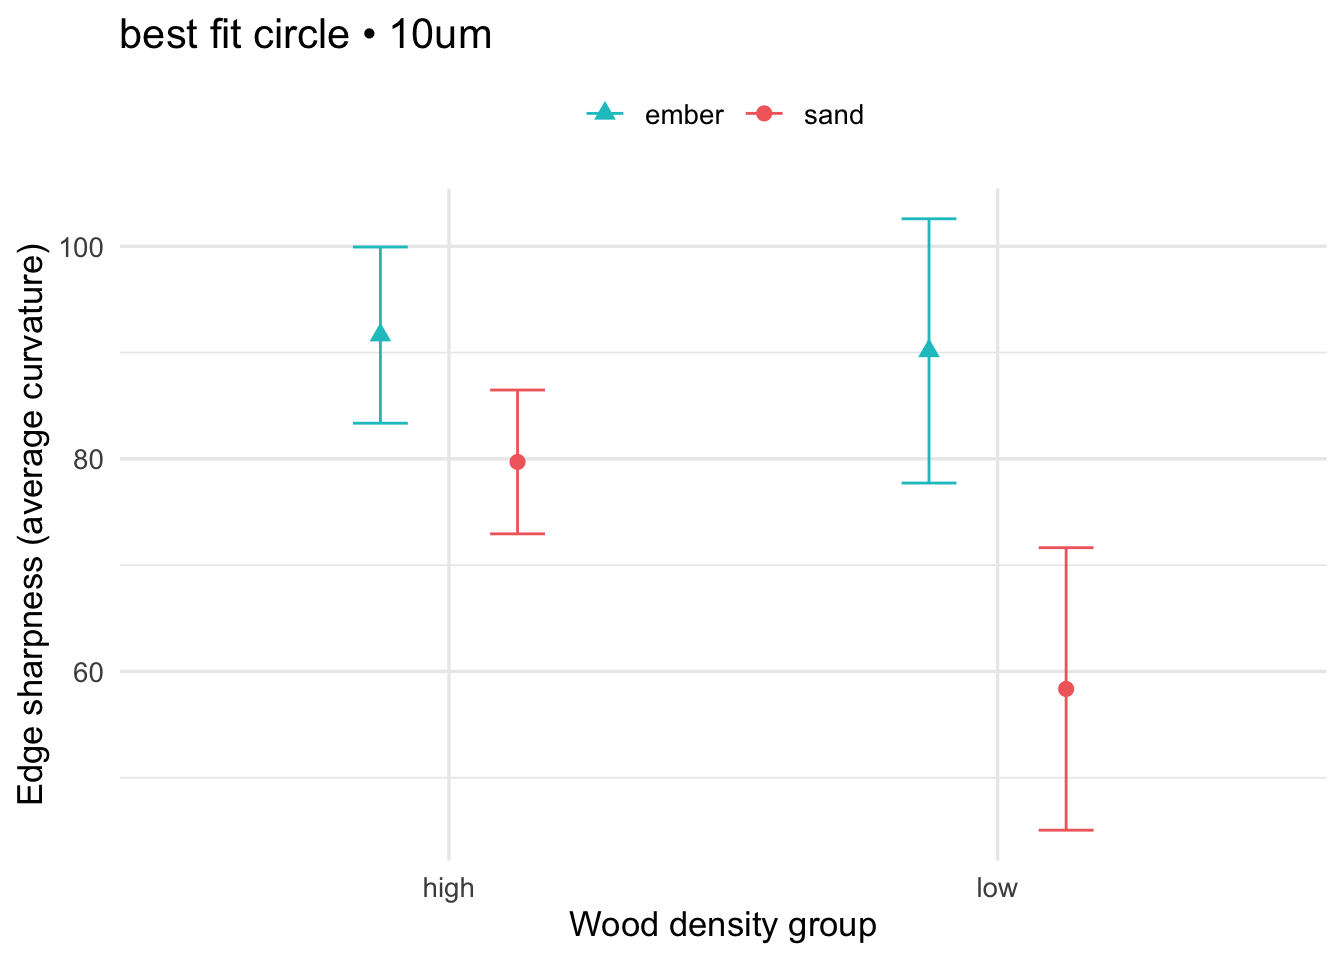 best fit circle • 10um
ember sand
Edge sharpness (average curvature)
100
80
60
high low
Wood density group